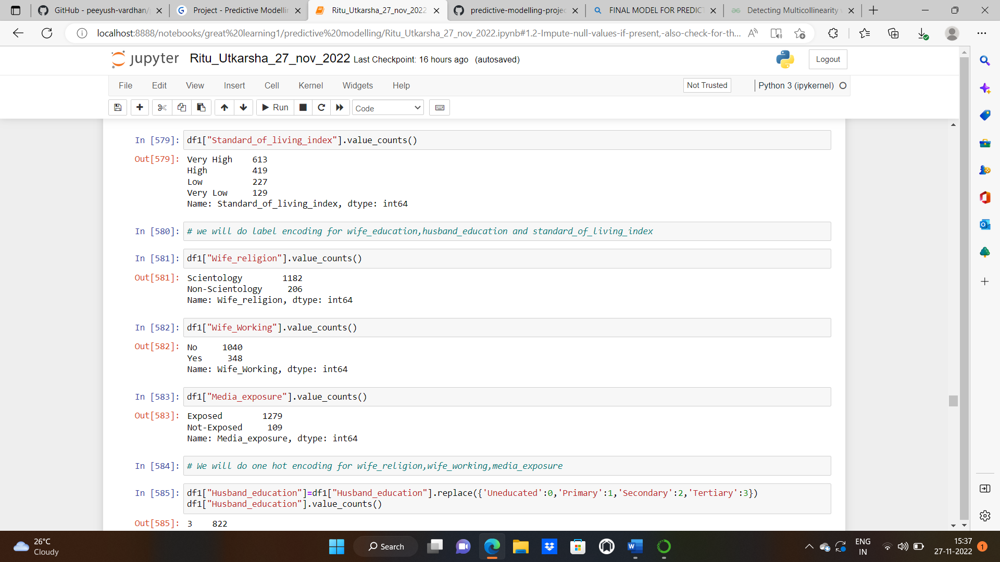 GitHub - peeyush-vardhan/
Project - Predictive Modellin
Ritu_Utkarsha_27_nov_2022
predictive-modelling-projec
FINAL MODEL FOR PREDICT
Detecting Multicollinearity
localhost:8888/notebooks/great%20learning1/predictive%20modelling/Ritu_Utkarsha_27_nov_2022.ipynb#1.2-Impute-null-values-if-present,-also-check-for-th...
jupyter Ritu_Utkarsha_27_nov_2022 Last Checkpoint: 16 hours ago (autosaved)
Logout
File Edit View Insert Cell Kernel Widgets Help
Not Trusted
Python 3 (ipykernel)
Run
Code
In [579]: df1["Standard_of_living_index"].value_counts()
Out[579]: Very High 613
High 419
Low 227
Very Low 129
Name: Standard_of_living_index, dtype: int64
In [580]: # we will do label encoding for wife_education,husband_education and standard_of_living_index
In [581]: df1["Wife_religion"].value_counts()
Out[581]: Scientology 1182
Non-Scientology 206
Name: Wife_religion, dtype: int64
In [582]: df1["Wife_Working"].value_counts()
Out[582]: No 1040
Yes 348
Name: Wife_Working, dtype: int64
In [583]: df1["Media_exposure"].value_counts()
Out[583]: Exposed 1279
Not-Exposed 109
Name: Media_exposure, dtype: int64
In [584]: # We will do one hot encoding for wife_religion,wife_working,media_exposure
In [585]: df1["Husband_education"]=df1["Husband_education"].replace({'Uneducated':0,'Primary':1,'Secondary':2,'Tertiary':3})
df1["Husband_education"].value_counts()
Out[585]: 3 822
26°C
Cloudy
Search
ENG
IN
15:37
27-11-2022
1